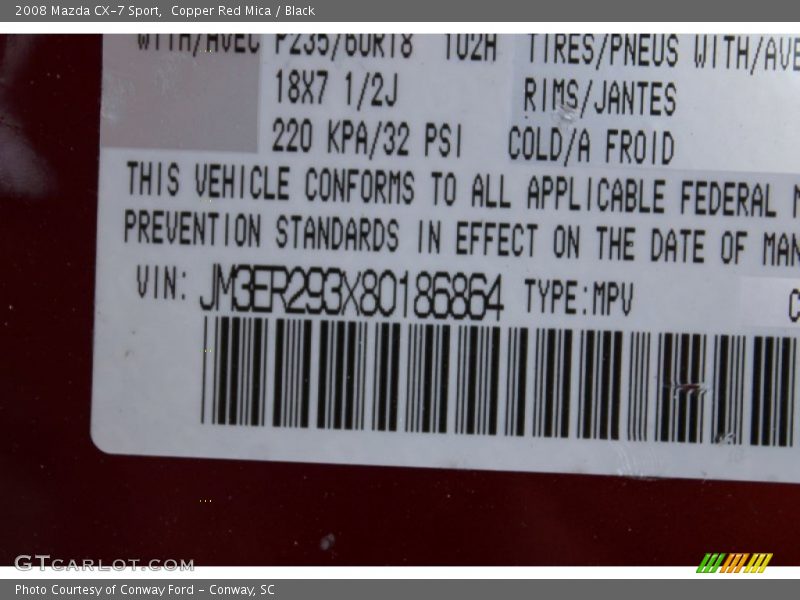 2008 Mazda CX-7 Sport,  Copper Red Mica / Black
WITH/AVEC P235/60R18 102H TIRES/PNEUS WITH/AVE
18X7 1/2J RIMS/JANTES
220 KPA/32 PSI COLD/A FROID
THIS VEHICLE CONFORMS TO ALL APPLICABLE FEDERAL M
PREVENTION STANDARDS IN EFFECT ON THE DATE OF MAN
VIN: JM3ER293X80186864 TYPE:MPV C
GTCARLOT.COM
Photo Courtesy of Conway Ford - Conway, SC